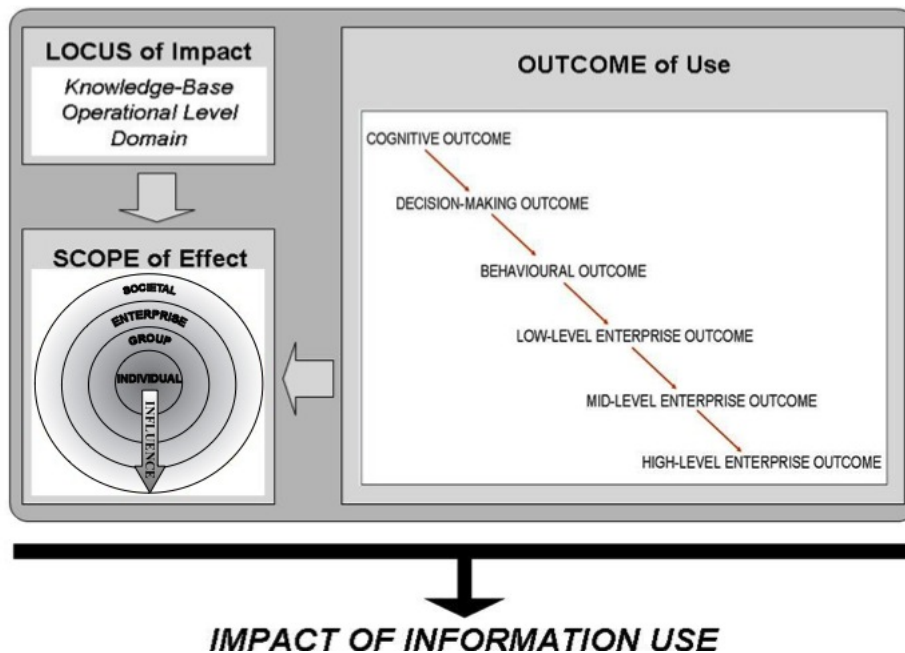 LOCUS of Impact
Knowledge-Base
Operational Level
Domain
SCOPE of Effect
SOCIETAL
ENTERPRISE
GROUP
INDIVIDUAL
INFLUENCE
OUTCOME of Use
COGNITIVE OUTCOME
DECISION-MAKING OUTCOME
BEHAVIOURAL OUTCOME
LOW-LEVEL ENTERPRISE OUTCOME
MID-LEVEL ENTERPRISE OUTCOME
HIGH-LEVEL ENTERPRISE OUTCOME
IMPACT OF INFORMATION USE